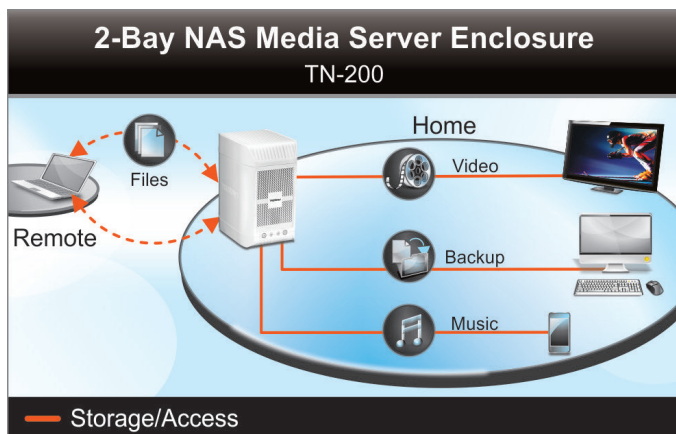 2-Bay NAS Media Server Enclosure
TN-200
Home
Files
Video
Remote
Backup
Music
Storage/Access